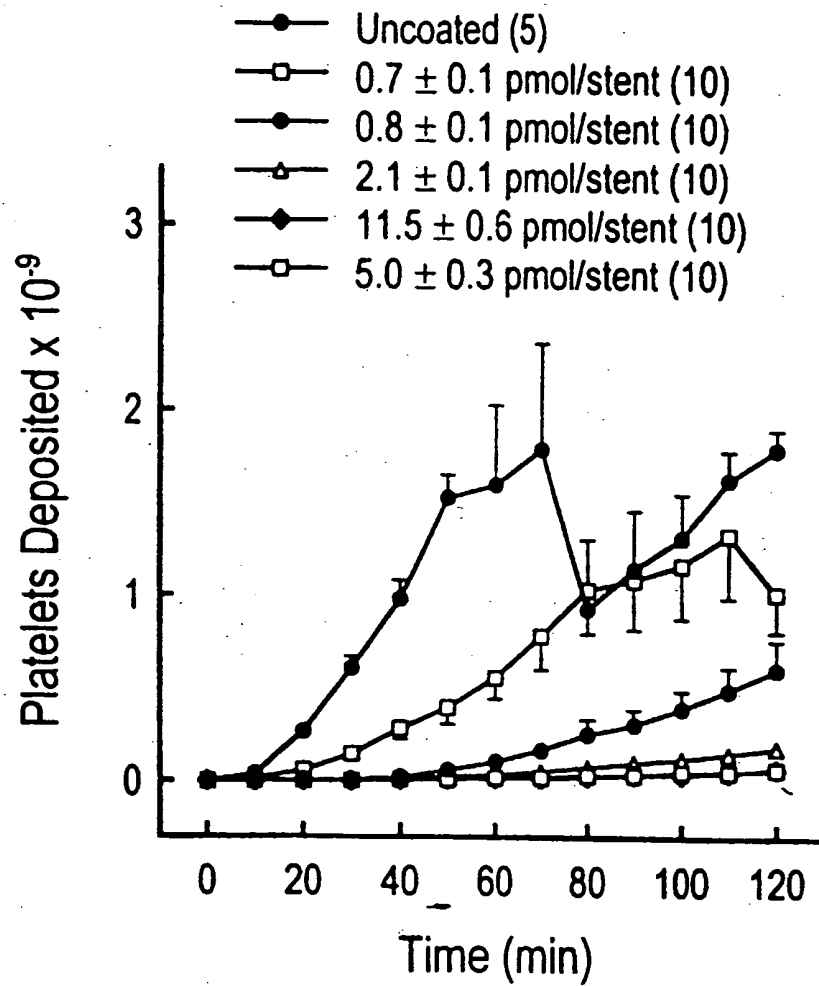 Uncoated (5)
0.7 ± 0.1 pmol/stent (10)
0.8 ± 0.1 pmol/stent (10)
2.1 ± 0.1 pmol/stent (10)
11.5 ± 0.6 pmol/stent (10)
5.0 ± 0.3 pmol/stent (10)
Platelets Deposited x 10⁻⁹
3
2
1
0
0 20 40 60 80 100 120
Time (min)